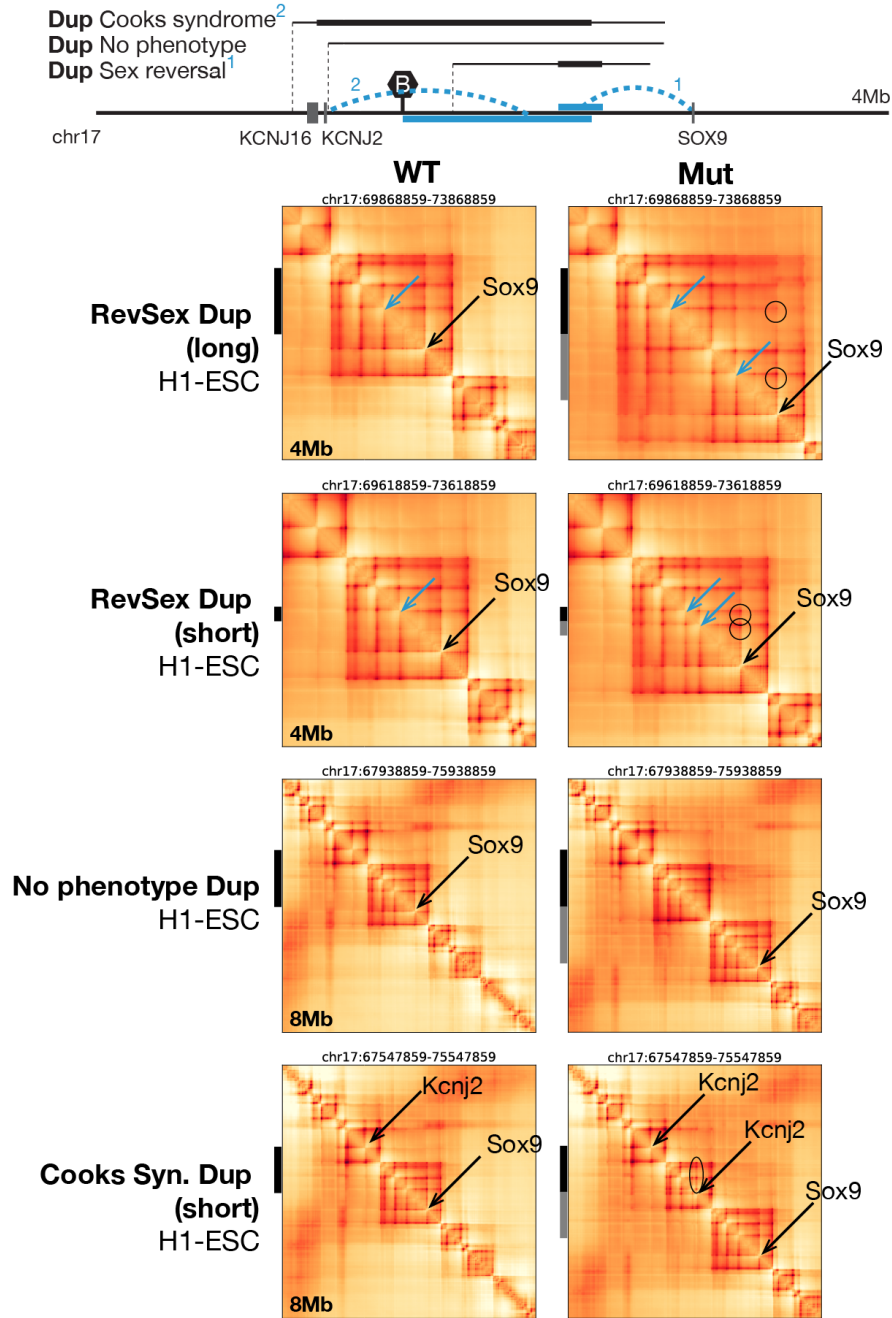 Dup Cooks syndrome2
Dup No phenotype
Dup Sex reversal1
2
B
1
4Mb
chr17
KCNJ16
KCNJ2
SOX9
WT
Mut
chr17:69868859-73868859
chr17:69868859-73868859
RevSex Dup
(long)
H1-ESC
Sox9
4Mb
Sox9
chr17:69618859-73618859
chr17:69618859-73618859
RevSex Dup
(short)
H1-ESC
Sox9
4Mb
Sox9
chr17:67938859-75938859
chr17:67938859-75938859
No phenotype Dup
H1-ESC
Sox9
8Mb
Sox9
chr17:67547859-75547859
chr17:67547859-75547859
Cooks Syn. Dup
(short)
H1-ESC
Kcnj2
Sox9
8Mb
Kcnj2
Kcnj2
Sox9